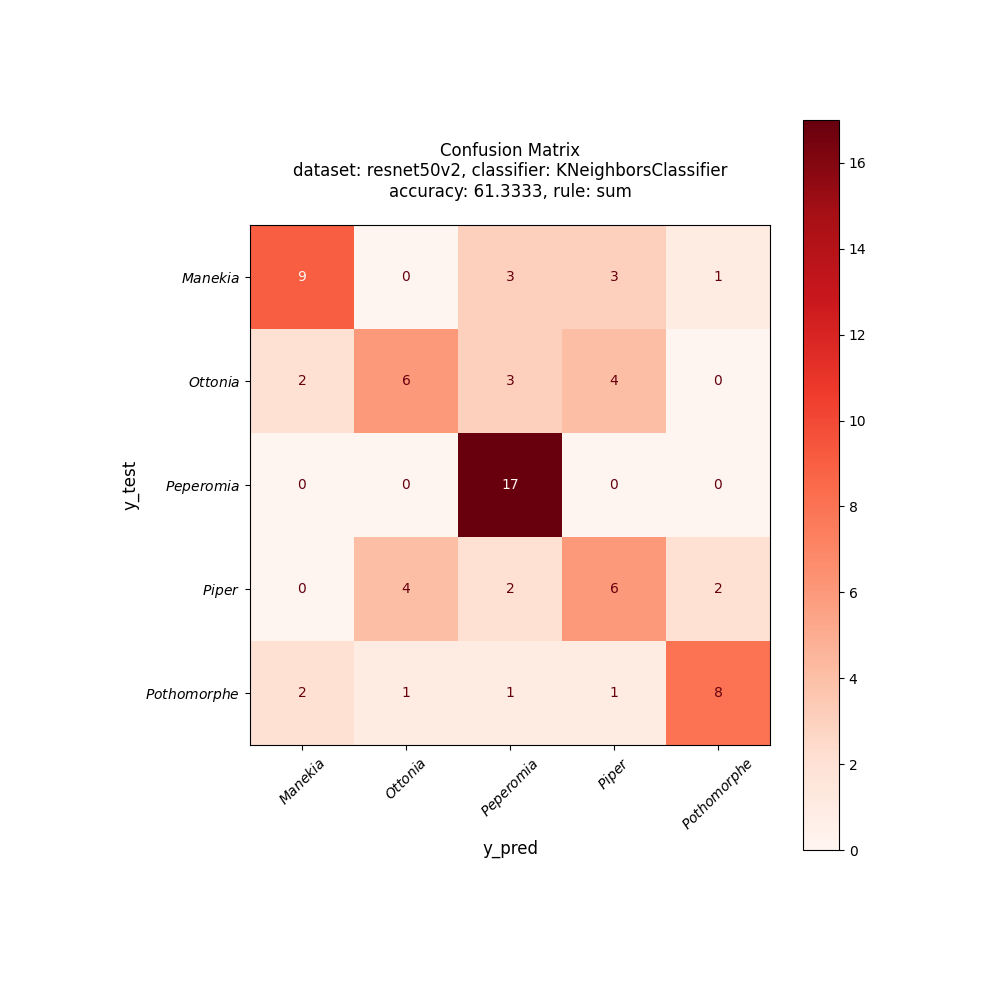 Confusion Matrix
dataset: resnet50v2, classifier: KNeighborsClassifier
accuracy: 61.3333, rule: sum
y_test
Manekia 9 0 3 3 1
Ottonia 2 6 3 4 0
Peperomia 0 0 17 0 0
Piper 0 4 2 6 2
Pothomorphe 2 1 1 1 8
Manekia Ottonia Peperomia Piper Pothomorphe
y_pred
16
14
12
10
8
6
4
2
0